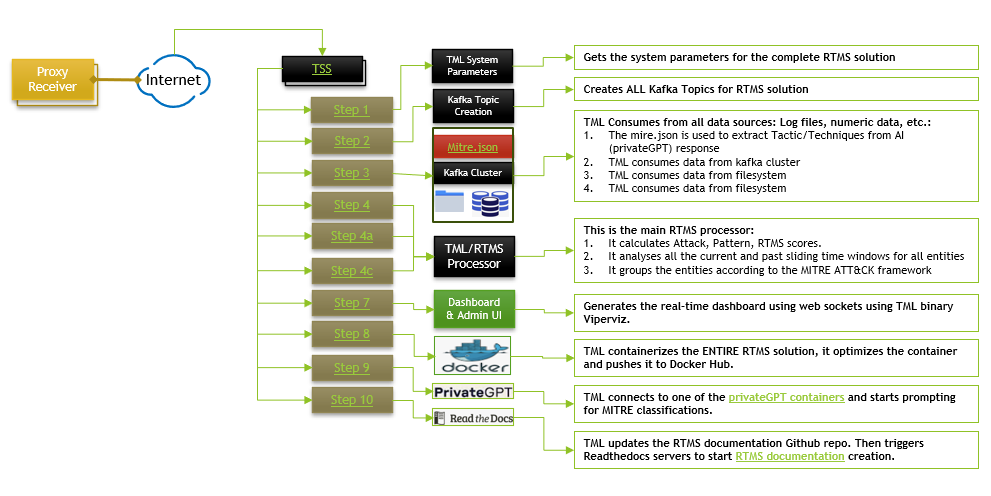 Proxy
Receiver
Internet
TSS
Step 1
Step 2
Step 3
Step 4
Step 4a
Step 4c
Step 7
Step 8
Step 9
Step 10
TML System
Parameters
Kafka Topic
Creation
Mitre.json
Kafka Cluster
TML/RTMS
Processor
Dashboard
& Admin UI
docker
PrivateGPT
Read the Docs
Gets the system parameters for the complete RTMS solution
Creates ALL Kafka Topics for RTMS solution
TML Consumes from all data sources: Log files, numeric data, etc.:
1. The mire.json is used to extract Tactic/Techniques from AI
(privateGPT) response
2. TML consumes data from kafka cluster
3. TML consumes data from filesystem
4. TML consumes data from filesystem
This is the main RTMS processor:
1. It calculates Attack, Pattern, RTMS scores.
2. It analyses all the current and past sliding time windows for all entities
3. It groups the entities according to the MITRE ATT&CK framework
Generates the real-time dashboard using web sockets using TML binary
Viperviz.
TML containerizes the ENTIRE RTMS solution, it optimizes the container
and pushes it to Docker Hub.
TML connects to one of the privateGPT containers and starts prompting
for MITRE classifications.
TML updates the RTMS documentation Github repo. Then triggers
Readthedocs servers to start RTMS documentation creation.